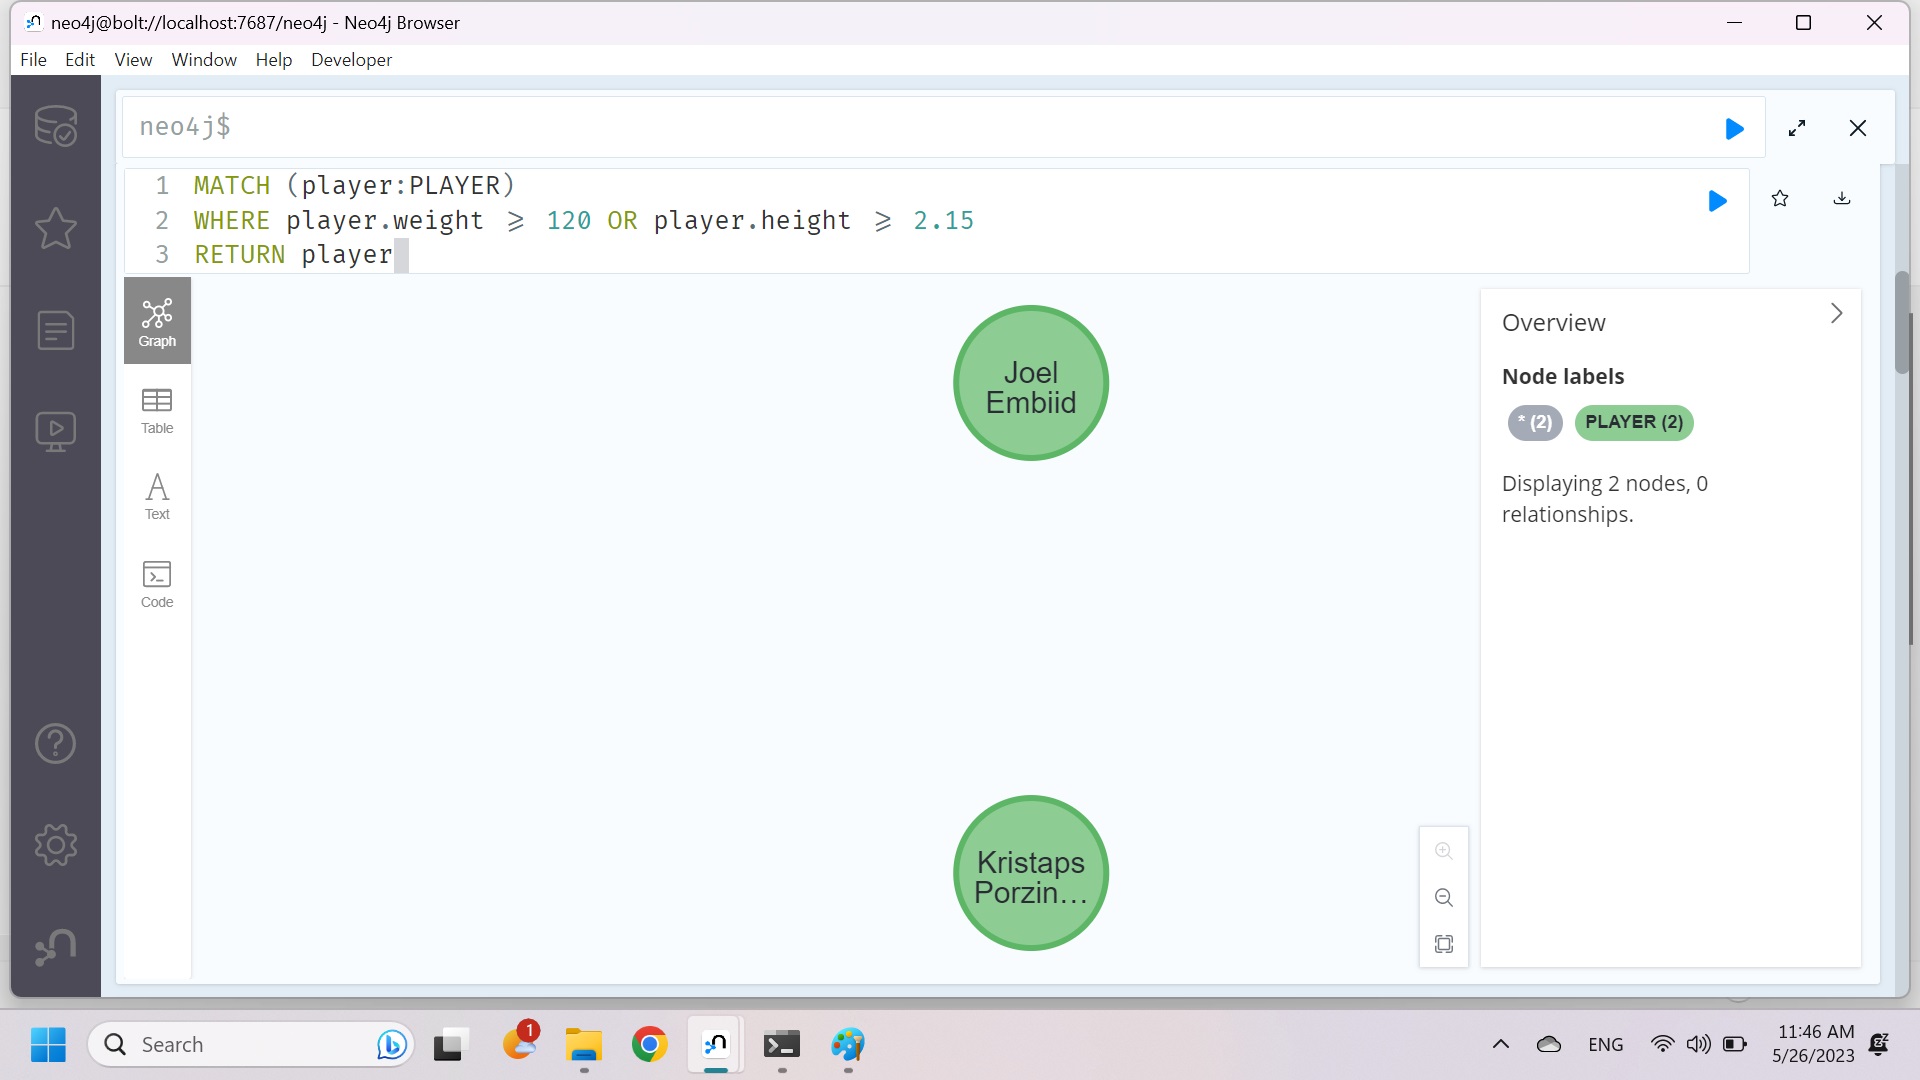 neo4j@bolt://localhost:7687/neo4j - Neo4j Browser
File Edit View Window Help Developer
neo4j$
1 MATCH (player:PLAYER)
2 WHERE player.weight ≥ 120 OR player.height ≥ 2.15
3 RETURN player
Graph
Table
Text
Code
Joel
Embiid
Kristaps
Porzin…
Overview
Node labels
* (2) PLAYER (2)
Displaying 2 nodes, 0
relationships.
Search
1
ENG
11:46 AM
5/26/2023